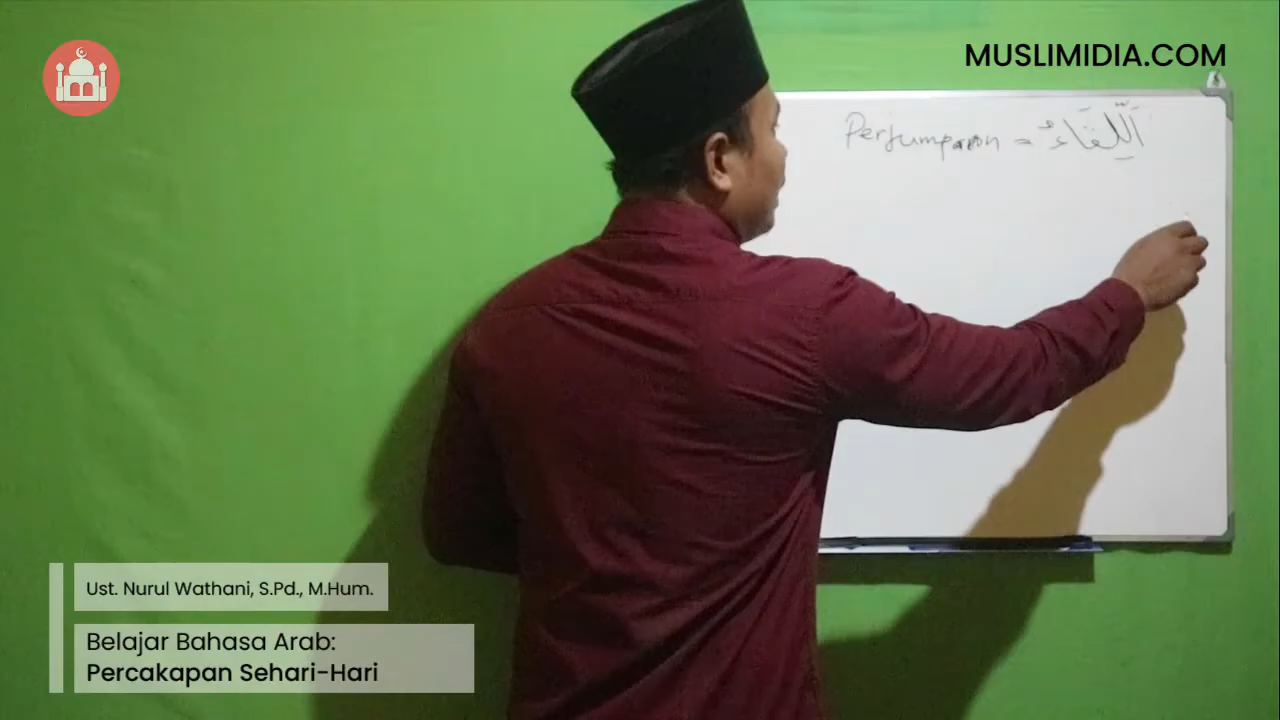 MUSLIMIDIA.COM
Perjumpaan = اَللِّقَاءُ
Ust. Nurul Wathani, S.Pd., M.Hum.
Belajar Bahasa Arab:
Percakapan Sehari-Hari